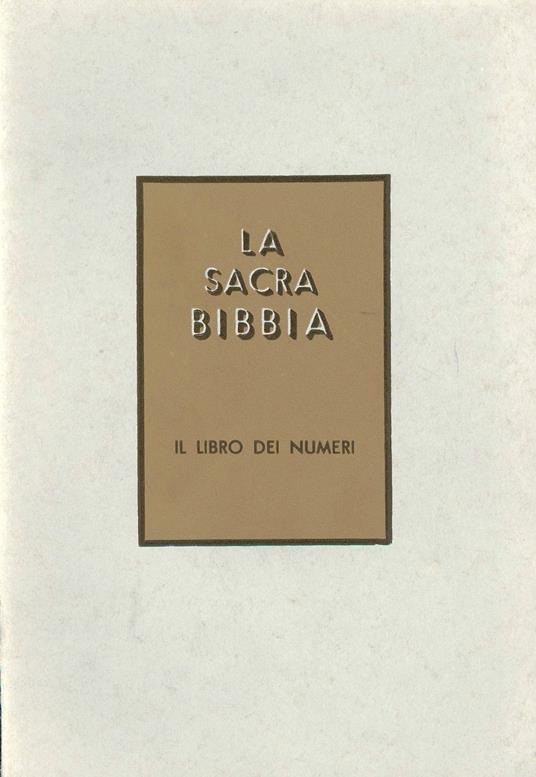 LA
SACRA
BIBBIA
IL LIBRO DEI NUMERI